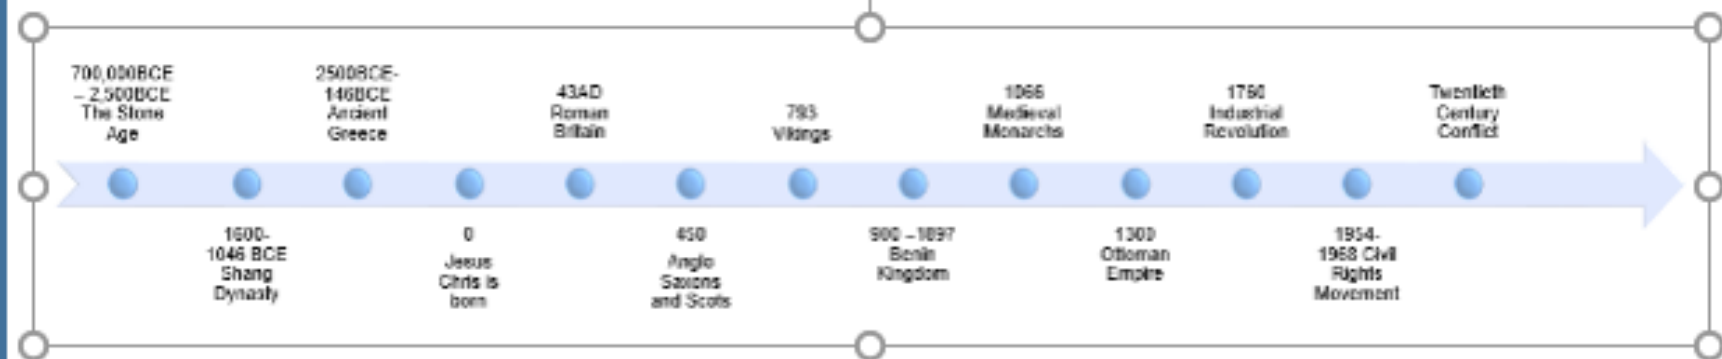 700,000BCE
– 2,500BCE
The Stone
Age
1600-
1046 BCE
Shang
Dynasty
2500BCE-
146BCE
Ancient
Greece
0
Jesus
Chris is
born
43AD
Roman
Britain
450
Anglo
Saxons
and Scots
793
Vikings
900 –1897
Benin
Kingdom
1066
Medieval
Monarchs
1300
Ottoman
Empire
1760
Industrial
Revolution
1954-
1968 Civil
Rights
Movement
Twentieth
Century
Conflict